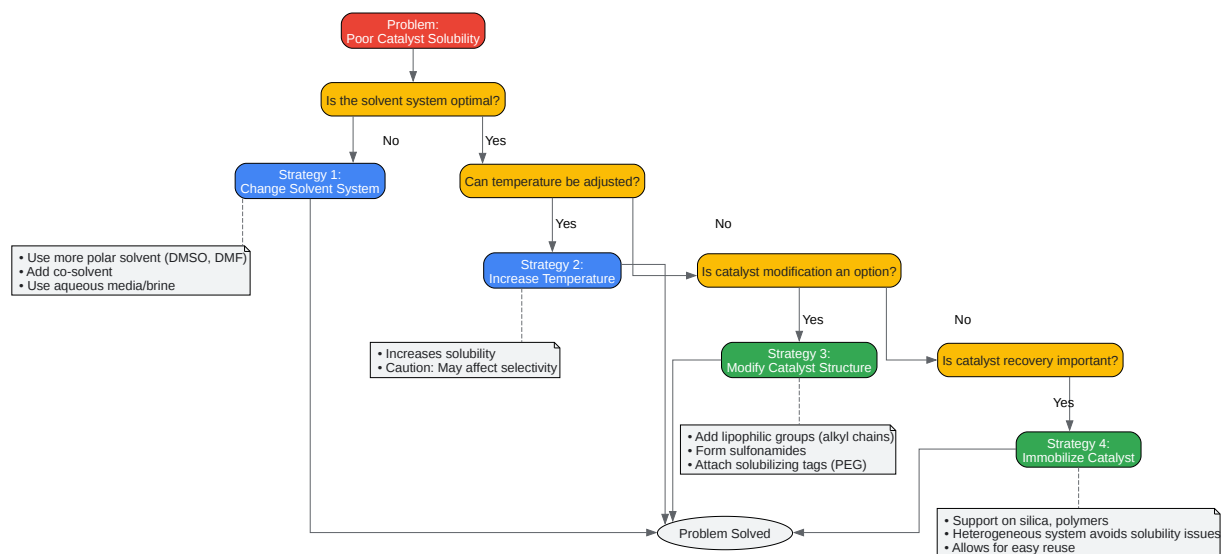 Problem:
Poor Catalyst Solubility
Is the solvent system optimal?
No
Yes
Strategy 1:
Change Solvent System
Can temperature be adjusted?
• Use more polar solvent (DMSO, DMF)
• Add co-solvent
• Use aqueous media/brine
Yes
No
Strategy 2:
Increase Temperature
Is catalyst modification an option?
• Increases solubility
• Caution: May affect selectivity
Yes
No
Strategy 3:
Modify Catalyst Structure
Is catalyst recovery important?
• Add lipophilic groups (alkyl chains)
• Form sulfonamides
• Attach solubilizing tags (PEG)
Yes
Strategy 4:
Immobilize Catalyst
• Support on silica, polymers
• Heterogeneous system avoids solubility issues
• Allows for easy reuse
Problem Solved